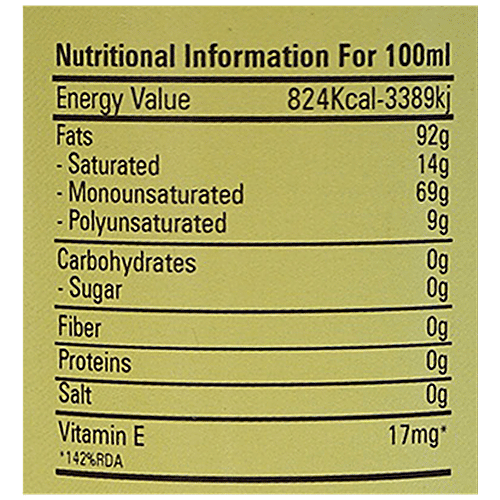 Nutritional Information For 100ml
Energy Value 824Kcal-3389kj
Fats 92g
- Saturated 14g
- Monounsaturated 69g
- Polyunsaturated 9g
Carbohydrates 0g
- Sugar 0g
Fiber 0g
Proteins 0g
Salt 0g
Vitamin E 17mg*
*142%RDA